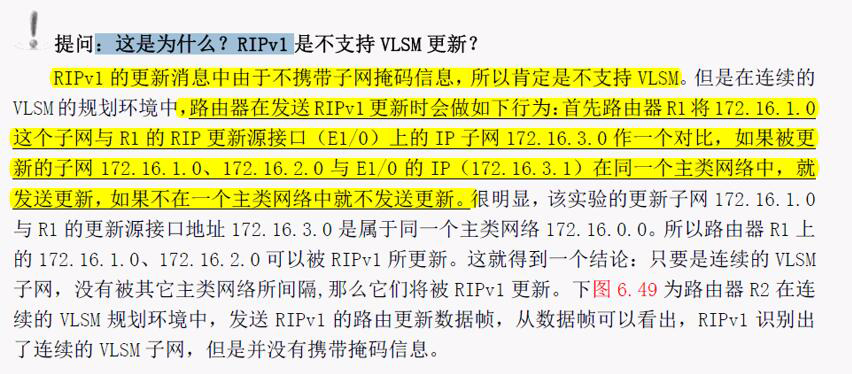 提问：这是为什么？RIPv1 是不支持 VLSM 更新？
RIPv1 的更新消息中由于不携带子网掩码信息，所以肯定是不支持 VLSM。但是在连续的
VLSM 的规划环境中，路由器在发送 RIPv1 更新时会做如下行为：首先路由器 R1 将 172.16.1.0
这个子网与 R1 的 RIP 更新源接口（E1/0）上的 IP 子网 172.16.3.0 作一个对比，如果被更
新的子网 172.16.1.0、172.16.2.0 与 E1/0 的 IP（172.16.3.1）在同一个主类网络中，就
发送更新，如果不在一个主类网络中就不发送更新。很明显，该实验的更新子网 172.16.1.0
与 R1 的更新源接口地址 172.16.3.0 是属于同一个主类网络 172.16.0.0。所以路由器 R1 上
的 172.16.1.0、172.16.2.0 可以被 RIPv1 所更新。这就得到一个结论：只要是连续的 VLSM
子网，没有被其它主类网络所间隔,那么它们将被 RIPv1 更新。下图 6.49 为路由器 R2 在连
续的 VLSM 规划环境中，发送 RIPv1 的路由更新数据帧，从数据帧可以看出，RIPv1 识别出
了连续的 VLSM 子网，但是并没有携带掩码信息。